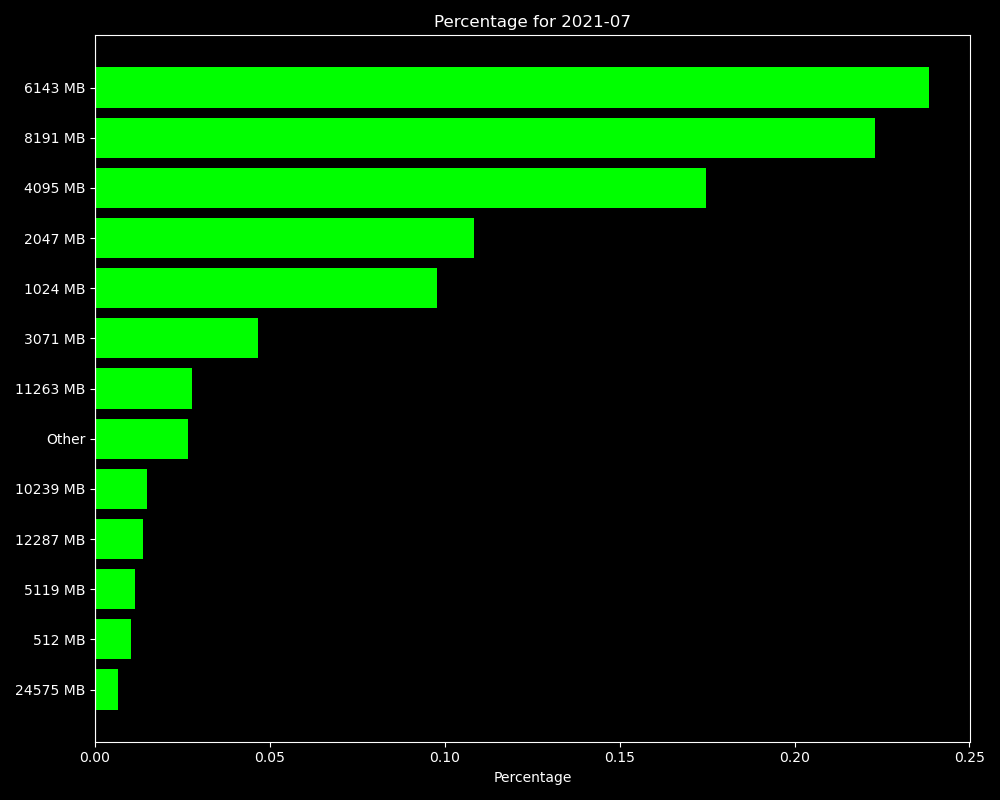 Percentage for 2021-07
6143 MB
8191 MB
4095 MB
2047 MB
1024 MB
3071 MB
11263 MB
Other
10239 MB
12287 MB
5119 MB
512 MB
24575 MB
0.00 0.05 0.10 0.15 0.20 0.25
Percentage